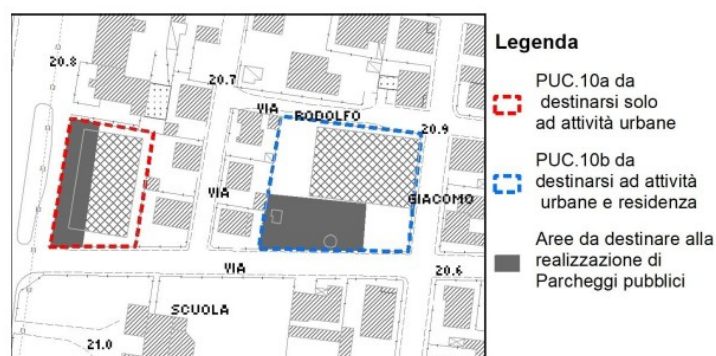 20.8
20.7
VIA
RODOLFO
20.9
VIA
GIACOMO
VIA
20.6
SCUOLA
21.0
Legenda
PUC.10a da
destinarsi solo
ad attività urbane
PUC.10b da
destinarsi ad attività
urbane e residenza
Aree da destinare alla
realizzazione di
Parcheggi pubblici